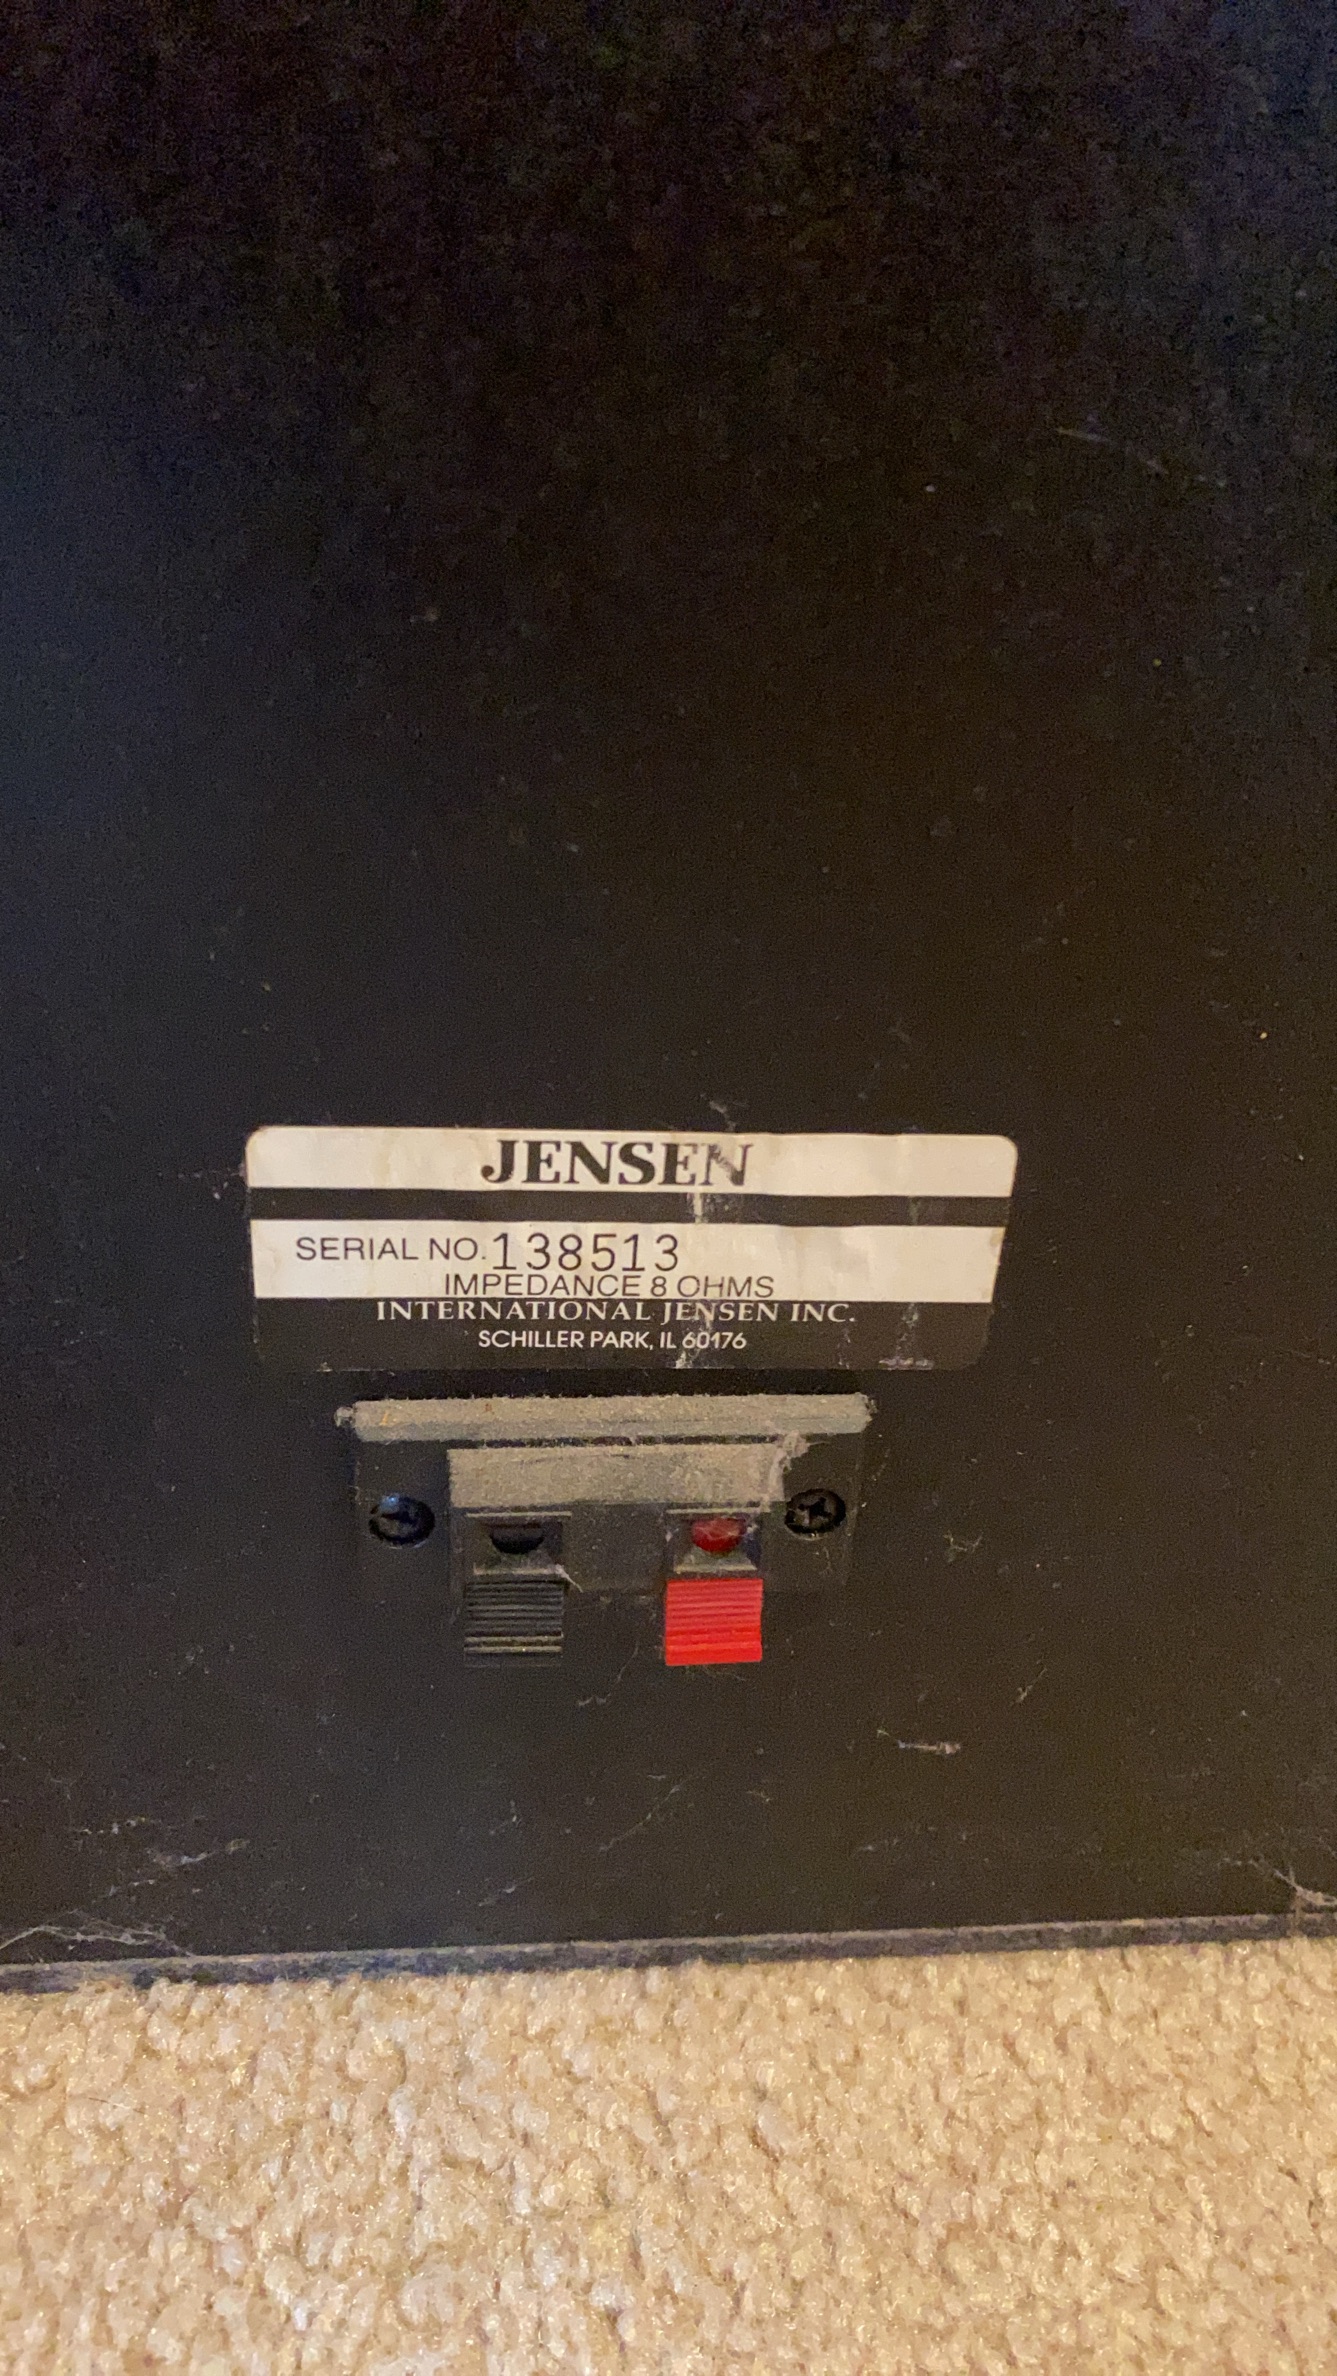 JENSEN
SERIAL NO. 138513
IMPEDANCE 8 OHMS
INTERNATIONAL JENSEN INC.
SCHILLER PARK, IL 60176